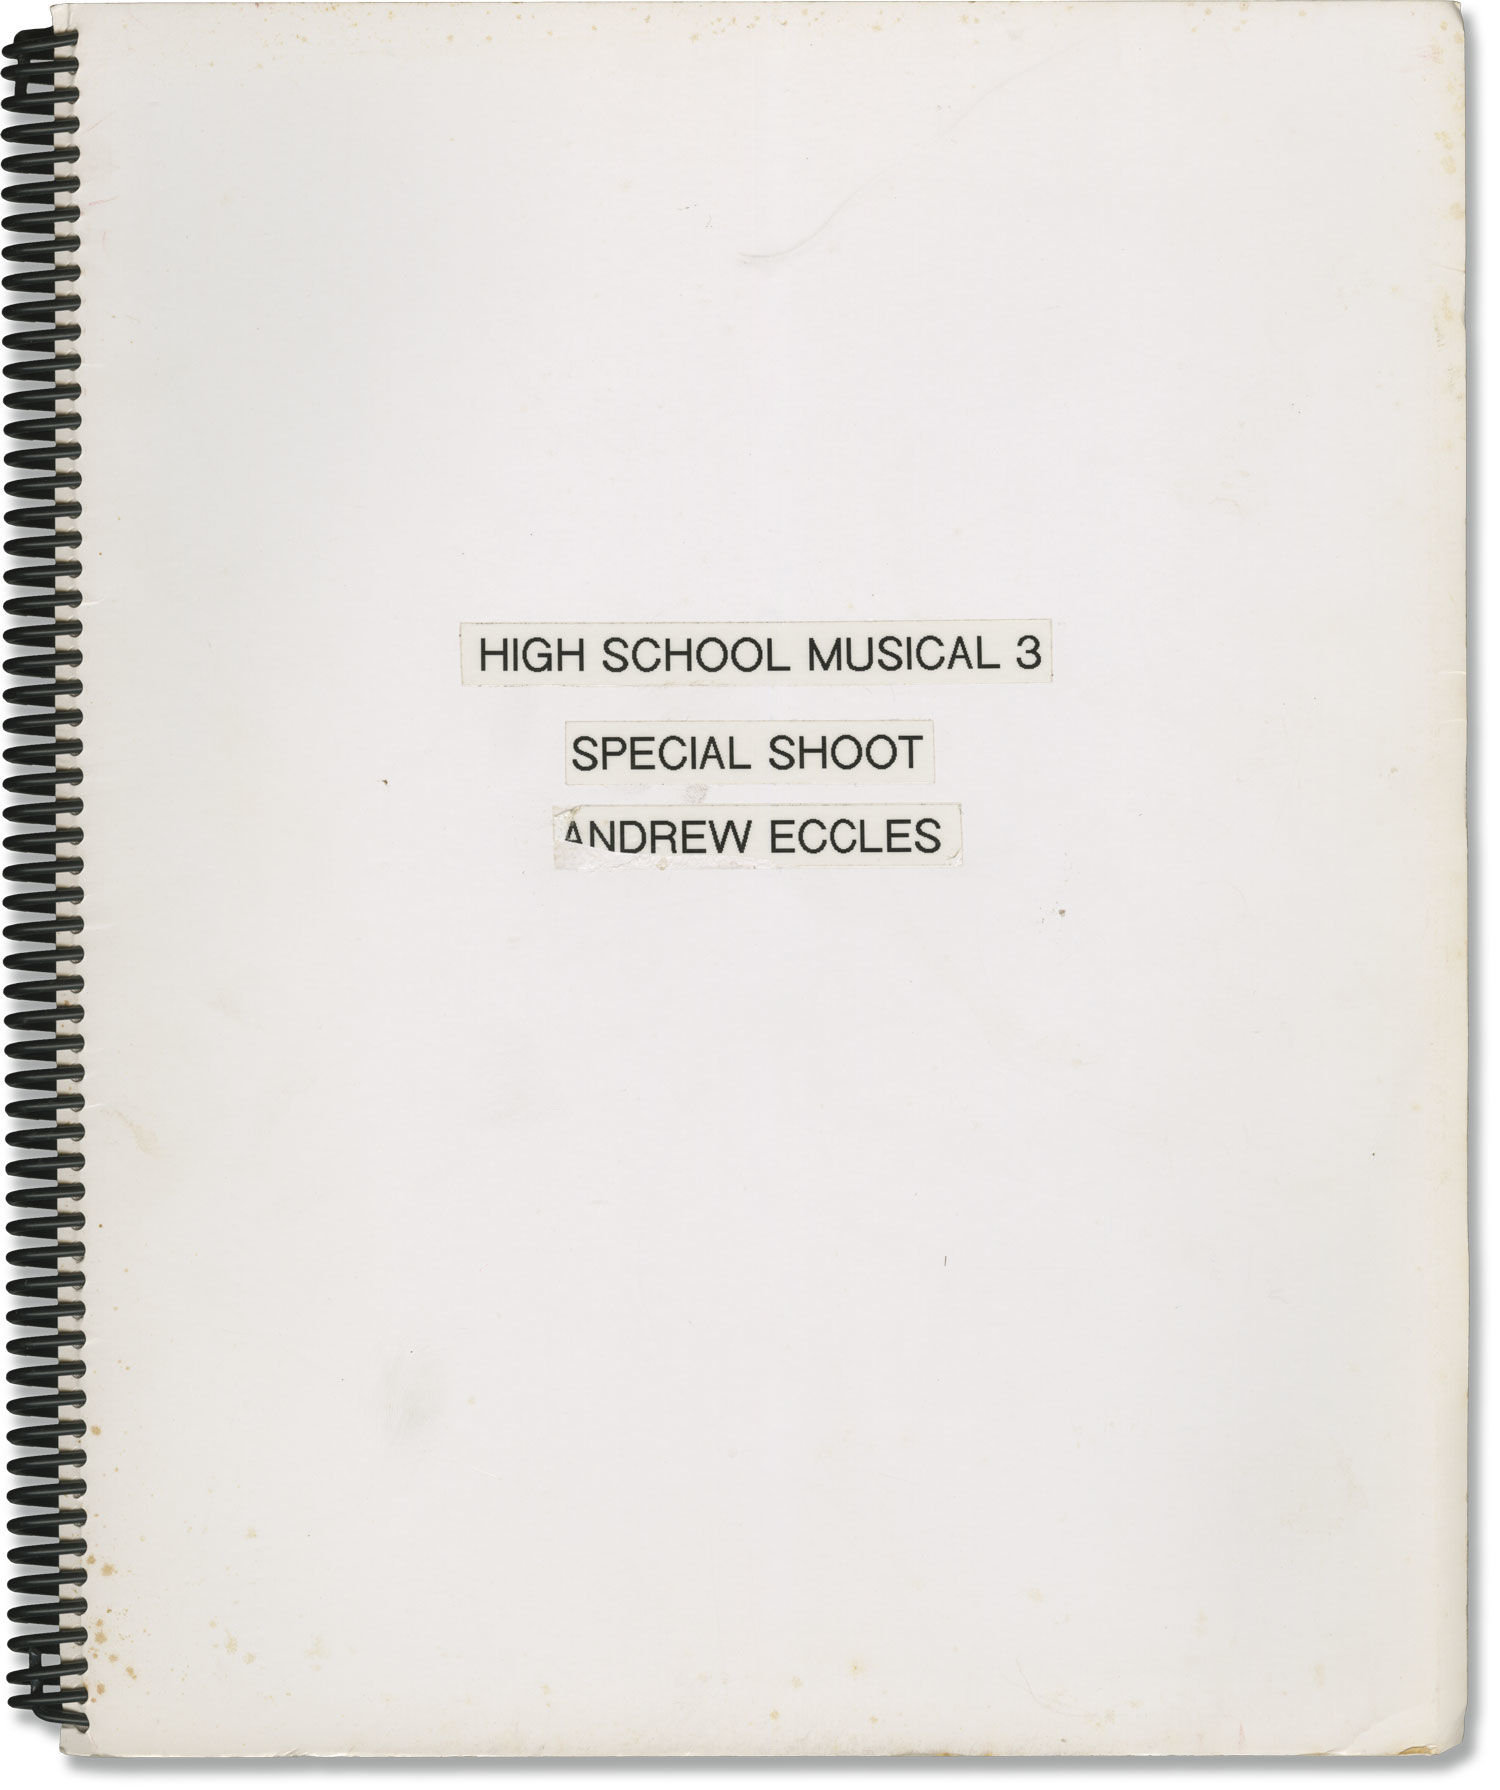 HIGH SCHOOL MUSICAL 3
SPECIAL SHOOT
ANDREW ECCLES